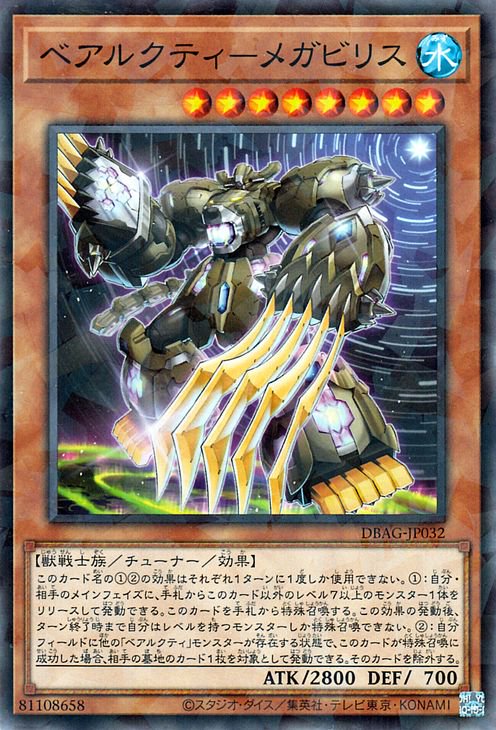 ベアルクティーメガビリス
水
DBAG-JP032
【獣戦士族／チューナー／効果】
このカード名の①②の効果はそれぞれ1ターンに1度しか使用できない。①：自分・
相手のメインフェイズに、手札からこのカード以外のレベル7以上のモンスター1体を
リリースして発動できる。このカードを手札から特殊召喚する。この効果の発動後、
ターン終了時まで自分はレベルを持つモンスターしか特殊召喚できない。②：自分
フィールドに他の「ベアルクティ」モンスターが存在する状態で、このカードが特殊召喚に
成功した場合、相手の墓地のカード1枚を対象として発動できる。そのカードを除外する。
ATK/2800 DEF/ 700
81108658 ©スタジオ・ダイス／集英社・テレビ東京・KONAMI